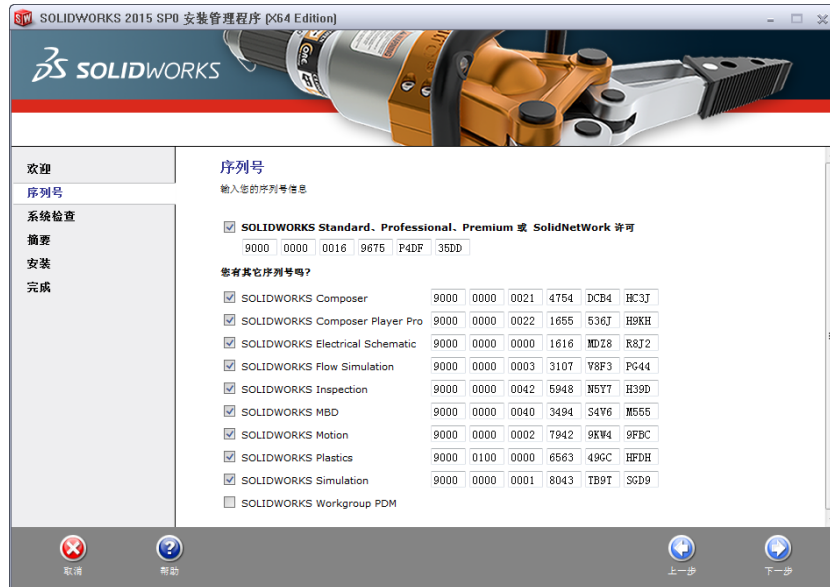 SOLIDWORKS 2015 SP0 安装管理程序 (X64 Edition)
SOLIDWORKS
欢迎
序列号
系统检查
摘要
安装
完成
序列号
输入您的序列号信息
SOLIDWORKS Standard、Professional、Premium 或 SolidNetWork 许可
9000 0000 0016 9675 P4DF 35DD
您有其它序列号吗?
SOLIDWORKS Composer 9000 0000 0021 4754 DCB4 HC3J
SOLIDWORKS Composer Player Pro 9000 0000 0022 1655 536J H9KH
SOLIDWORKS Electrical Schematic 9000 0000 0000 1616 MDZ8 R8J2
SOLIDWORKS Flow Simulation 9000 0000 0003 3107 V8F3 PG44
SOLIDWORKS Inspection 9000 0000 0042 5948 N5Y7 H39D
SOLIDWORKS MBD 9000 0000 0040 3494 S4V6 M555
SOLIDWORKS Motion 9000 0000 0002 7942 9KW4 9FBC
SOLIDWORKS Plastics 9000 0100 0000 6563 49GC HFDH
SOLIDWORKS Simulation 9000 0000 0001 8043 TB9T SGD9
SOLIDWORKS Workgroup PDM
取消
帮助
上一步
下一步